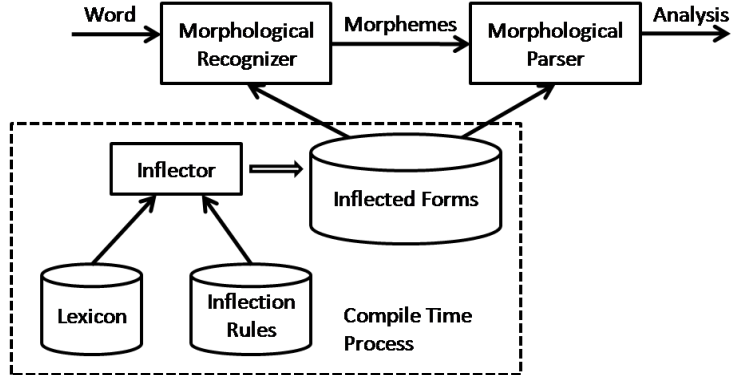 Word
Morphological
Recognizer
Morphemes
Morphological
Parser
Analysis
Inflector
Inflected Forms
Lexicon
Inflection
Rules
Compile Time
Process